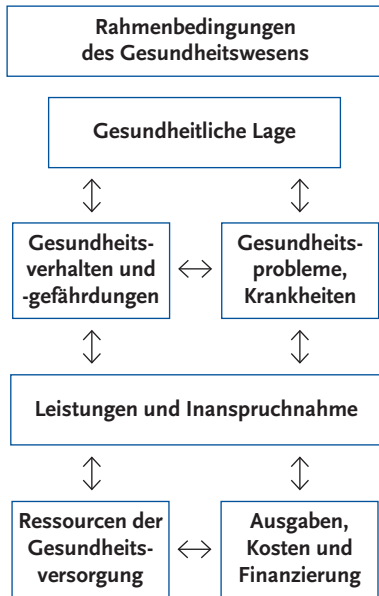 Rahmenbedingungen
des Gesundheitswesens
Gesundheitliche Lage
Gesundheits-
verhalten und
-gefährdungen
Gesundheits-
probleme,
Krankheiten
Leistungen und Inanspruchnahme
Ressourcen der
Gesundheits-
versorgung
Ausgaben,
Kosten und
Finanzierung